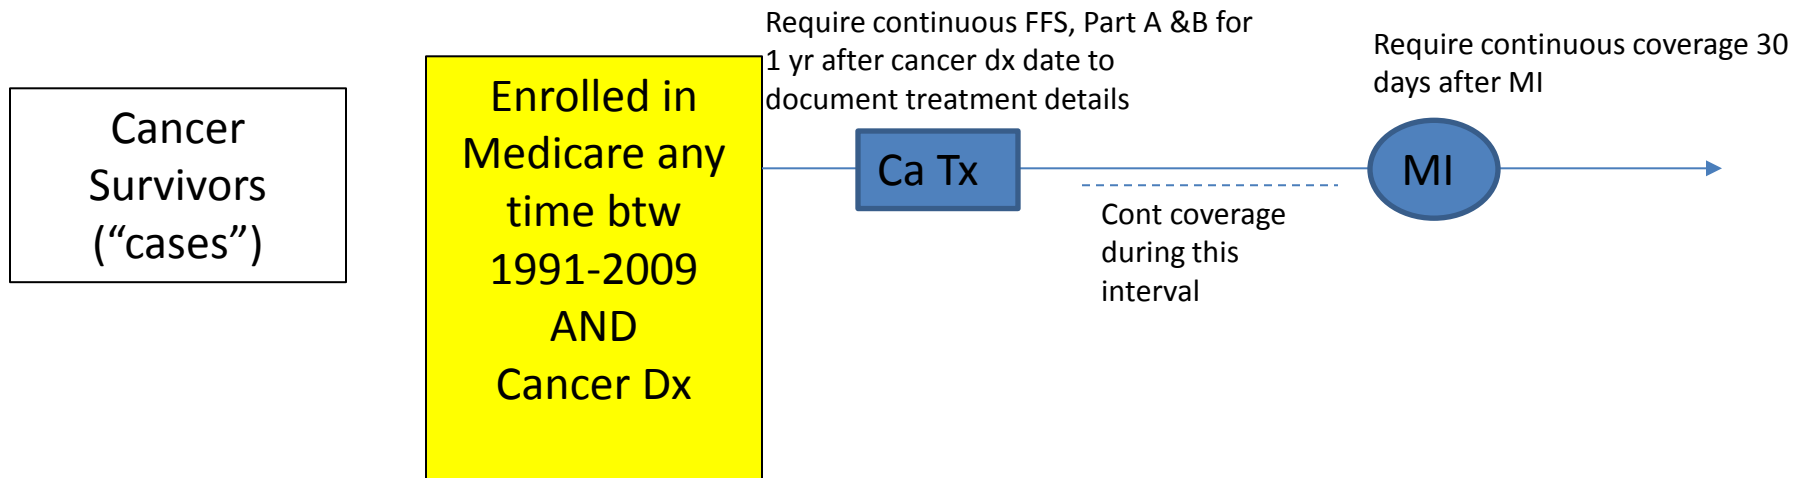 Cancer
Survivors
(“cases”)
Enrolled in
Medicare any
time btw
1991-2009
AND
Cancer Dx
Require continuous FFS, Part A &B for
1 yr after cancer dx date to
document treatment details
Ca Tx
Cont coverage
during this
interval
Require continuous coverage 30
days after MI
MI